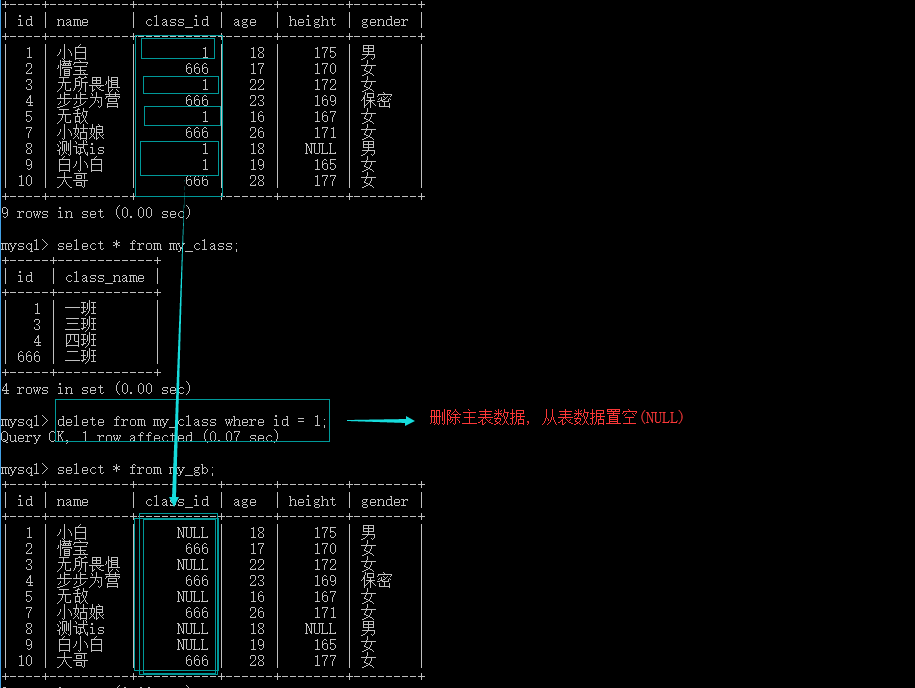 +----+----------+----------+-----+--------+--------+
| id | name | class_id | age | height | gender |
+----+----------+----------+-----+--------+--------+
| 1 | 小白 | 1 | 18 | 175 | 男 |
| 2 | 懵宝 | 666 | 17 | 170 | 女 |
| 3 | 无所畏惧 | 1 | 22 | 172 | 女 |
| 4 | 步步为营 | 666 | 23 | 169 | 保密 |
| 5 | 无敌 | 1 | 16 | 167 | 女 |
| 7 | 小姑娘 | 666 | 26 | 171 | 女 |
| 8 | 测试is | 1 | 18 | NULL | 男 |
| 9 | 白小白 | 1 | 19 | 165 | 女 |
| 10 | 大哥 | 666 | 28 | 177 | 女 |
+----+----------+----------+-----+--------+--------+
9 rows in set (0.00 sec)
mysql> select * from my_class;
+-----+------------+
| id | class_name |
+-----+------------+
| 1 | 一班 |
| 3 | 三班 |
| 4 | 四班 |
| 666 | 二班 |
+-----+------------+
4 rows in set (0.00 sec)
mysql> delete from my_class where id = 1; 删除主表数据，从表数据置空(NULL)
Query OK, 1 row affected (0.07 sec)
mysql> select * from my_gb;
+----+----------+----------+-----+--------+--------+
| id | name | class_id | age | height | gender |
+----+----------+----------+-----+--------+--------+
| 1 | 小白 | NULL | 18 | 175 | 男 |
| 2 | 懵宝 | 666 | 17 | 170 | 女 |
| 3 | 无所畏惧 | NULL | 22 | 172 | 女 |
| 4 | 步步为营 | 666 | 23 | 169 | 保密 |
| 5 | 无敌 | NULL | 16 | 167 | 女 |
| 7 | 小姑娘 | 666 | 26 | 171 | 女 |
| 8 | 测试is | NULL | 18 | NULL | 男 |
| 9 | 白小白 | NULL | 19 | 165 | 女 |
| 10 | 大哥 | 666 | 28 | 177 | 女 |
+----+----------+----------+-----+--------+--------+